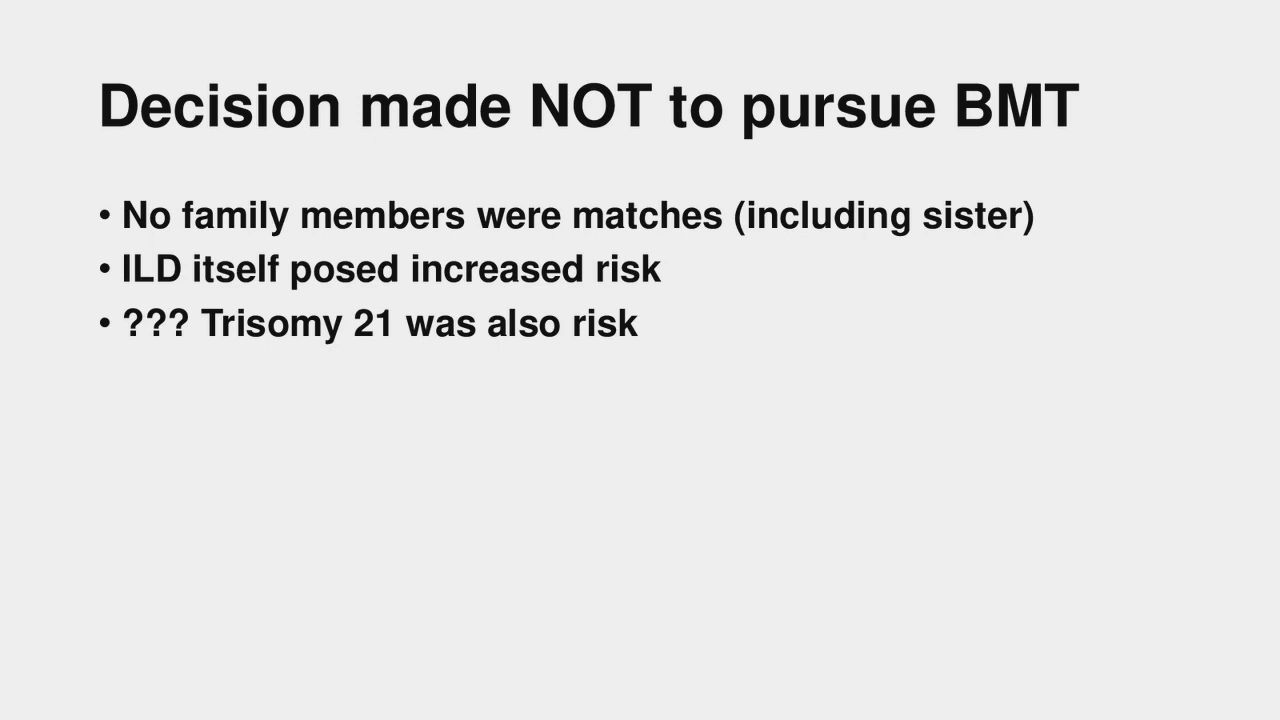 Decision made NOT to pursue BMT
• No family members were matches (including sister)
• ILD itself posed increased risk
• ??? Trisomy 21 was also risk